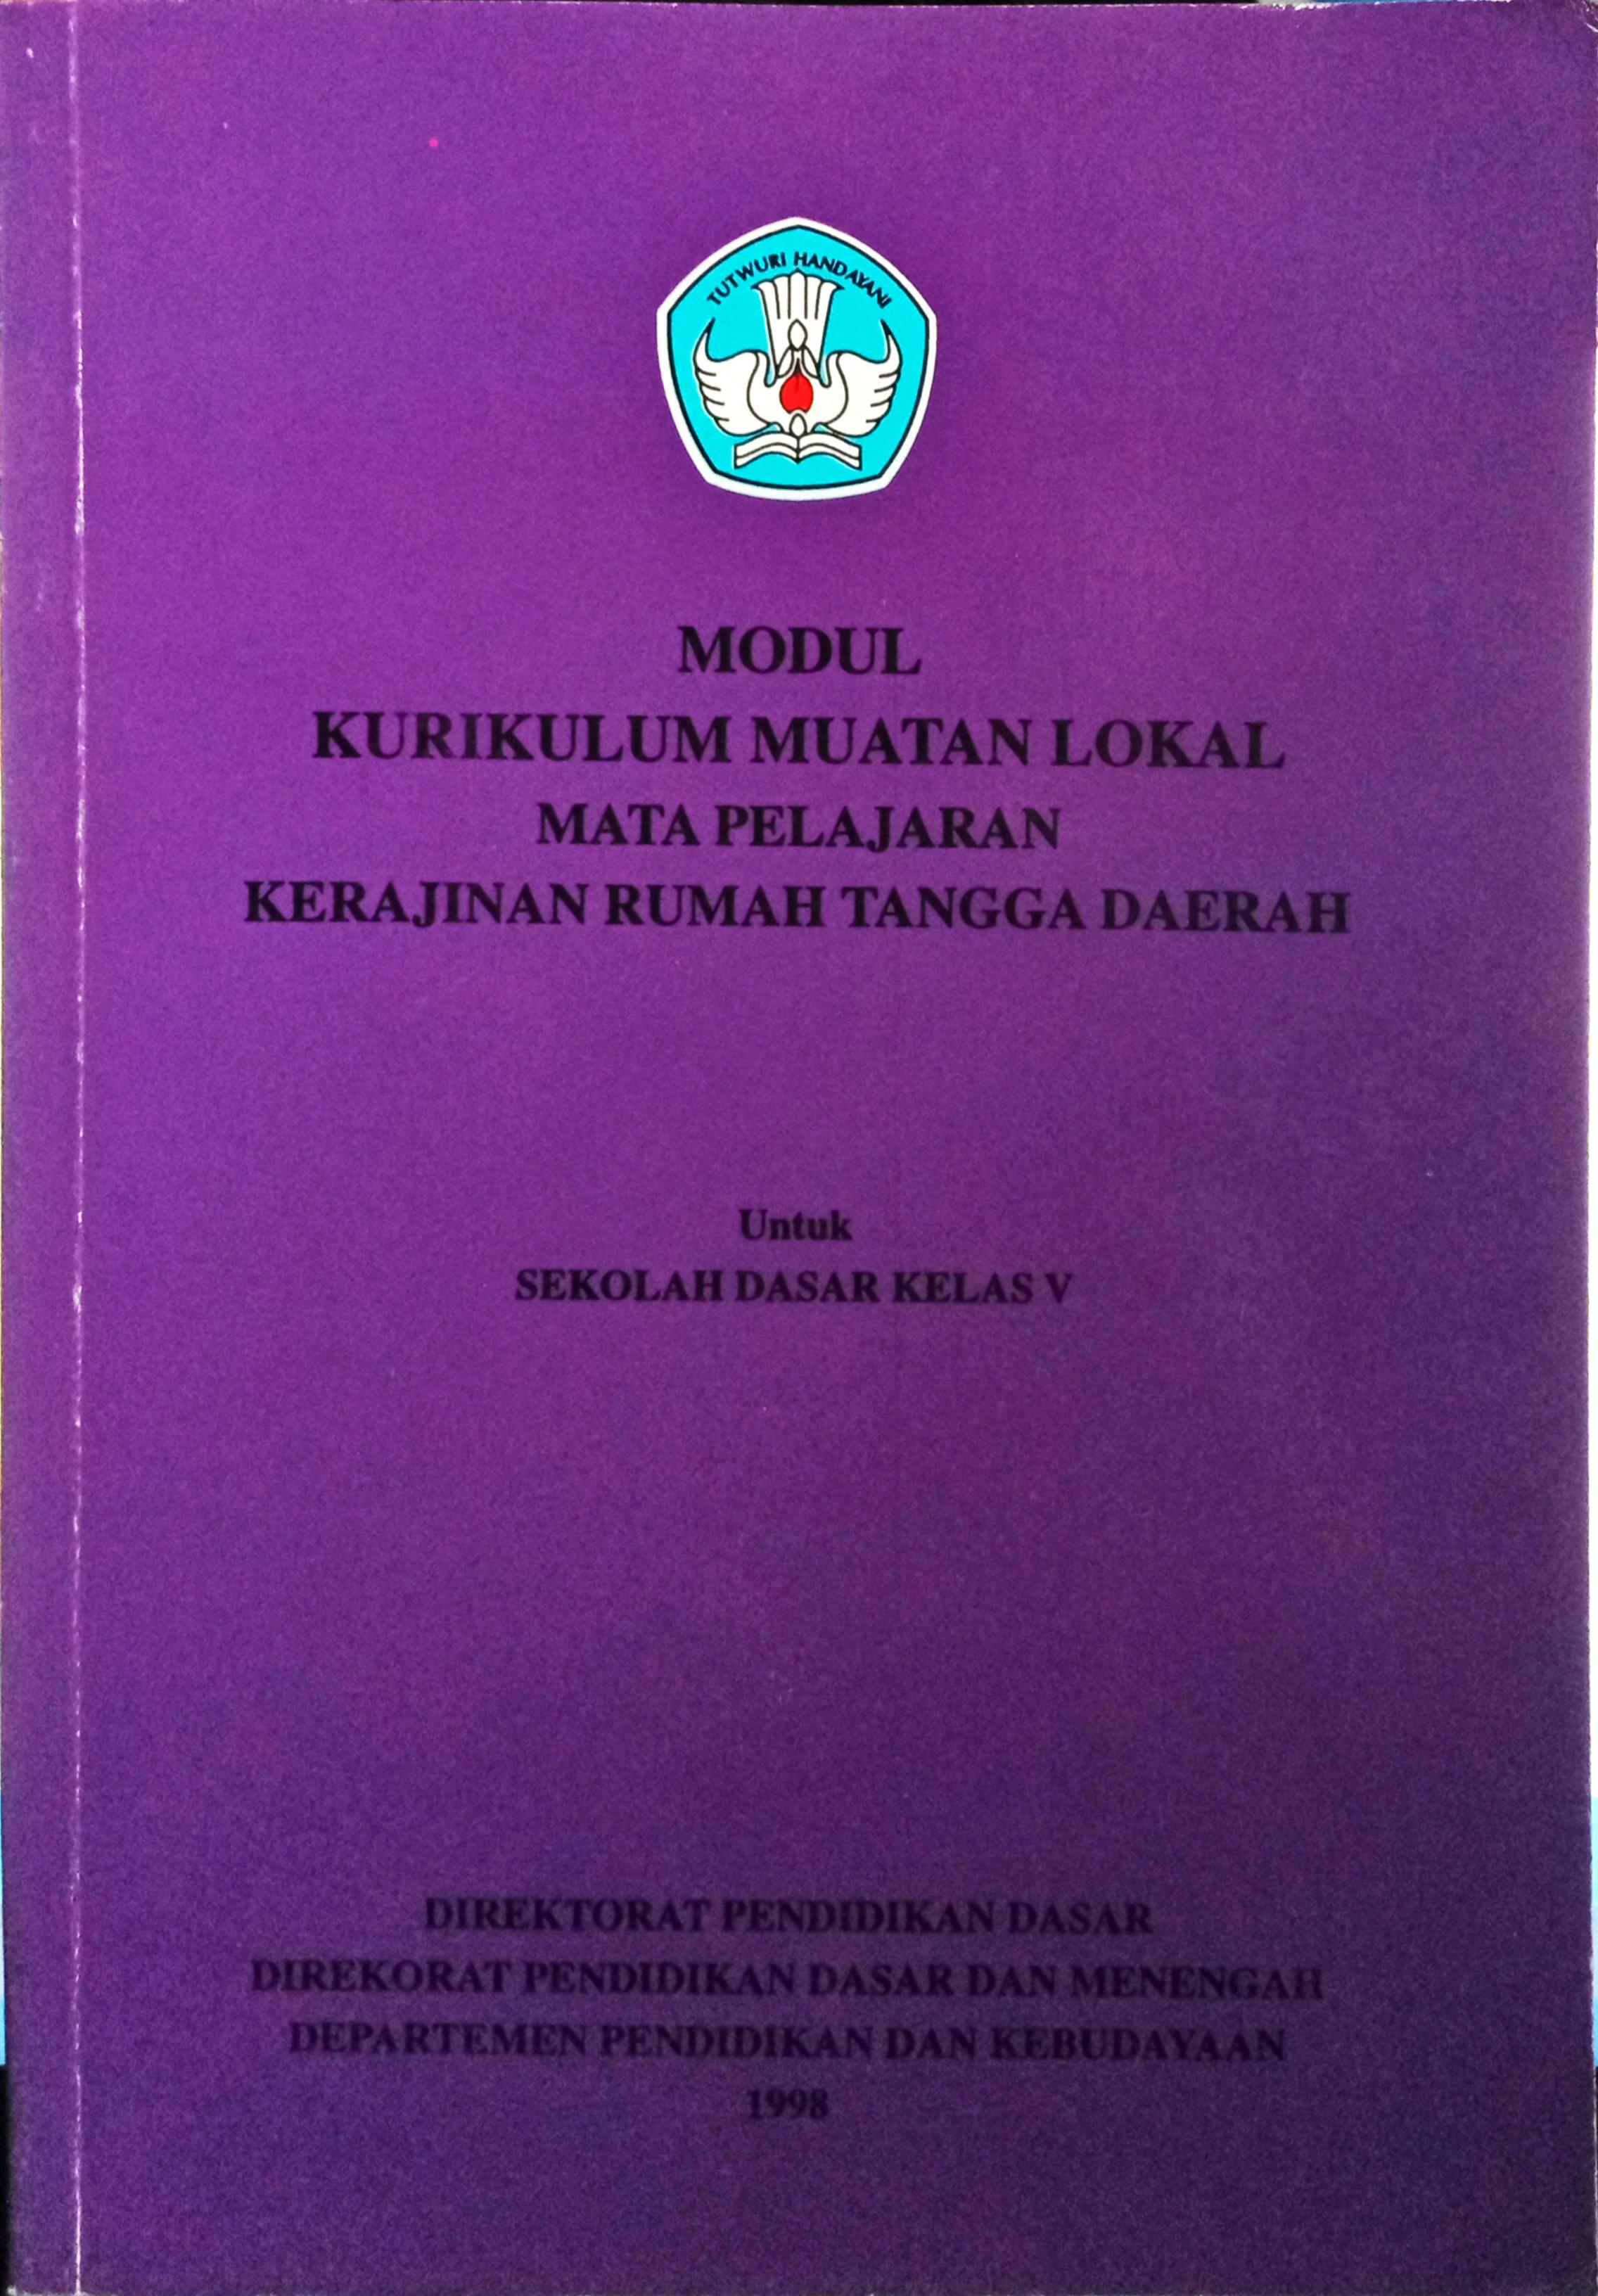 TUTWURI HANDAYANI
MODUL
KURIKULUM MUATAN LOKAL
MATA PELAJARAN
KERAJINAN RUMAH TANGGA DAERAH
Untuk
SEKOLAH DASAR KELAS V
DIREKTORAT PENDIDIKAN DASAR
DIREKORAT PENDIDIKAN DASAR DAN MENENGAH
DEPARTEMEN PENDIDIKAN DAN KEBUDAYAAN
1998